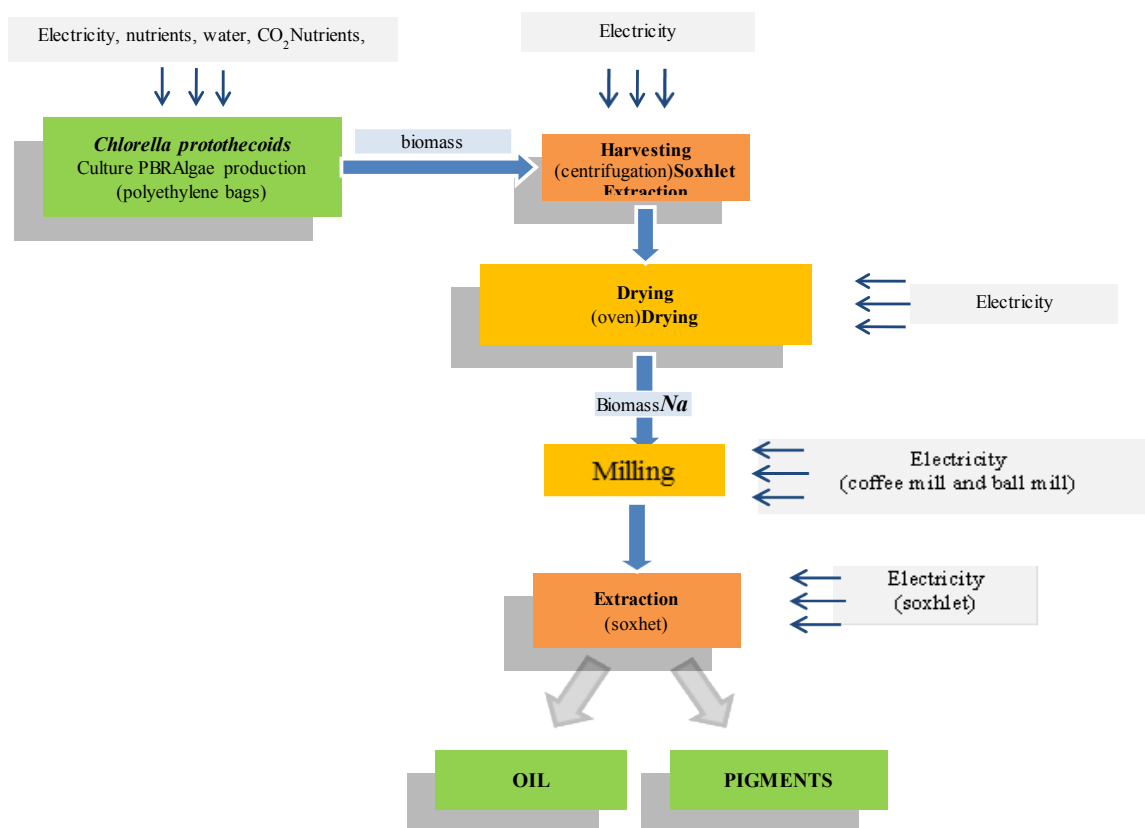 Electricity, nutrients, water, CO2Nutrients,
Electricity
Chlorella protothecoids
Culture PBRAlgae production
(polyethylene bags)
biomass
Harvesting
(centrifugation)Soxhlet
Extraction
Drying
(oven)Drying
Electricity
BiomassNa
Milling
Electricity
(coffee mill and ball mill)
Extraction
(soxhet)
Electricity
(soxhlet)
OIL
PIGMENTS